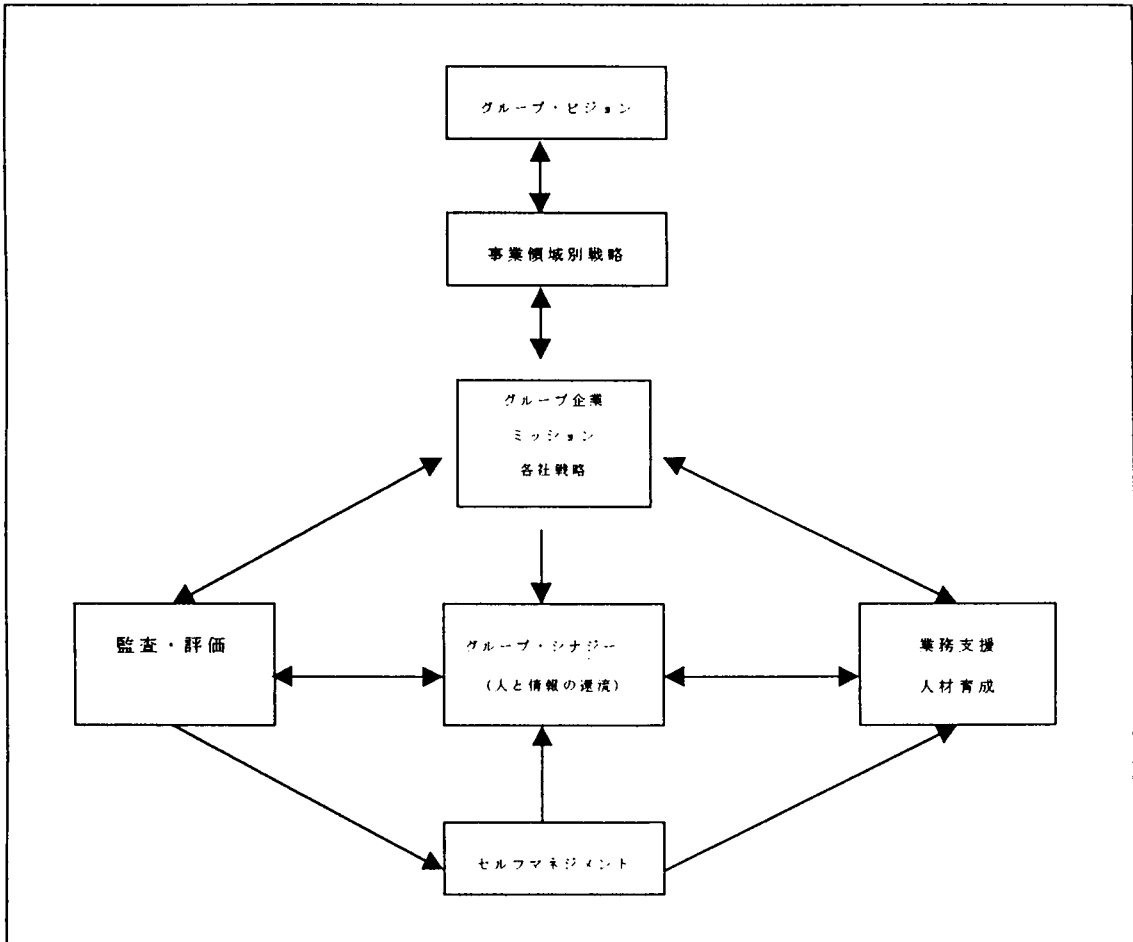 グループ・ビジョン
事業領域別戦略
グループ企業
ミッション
各社戦略
監査・評価
グループ・シナジー
(人と情報の還流)
業務支援
人材育成
セルフマネジメント